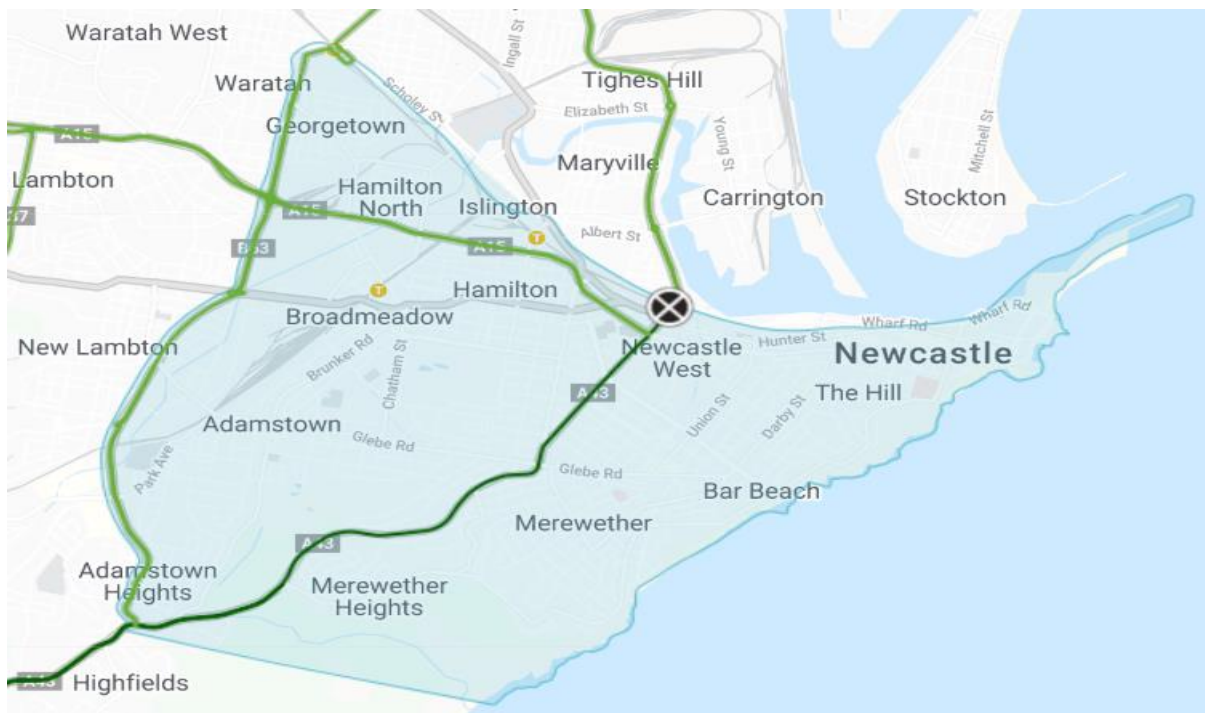 Waratah West
Ingall St
Waratah
Scholey St
Tighes Hill
Elizabeth St
Georgetown
Young St
Mitchell St
A15
Maryville
Lambton
Hamilton
North
Islington
Carrington
Stockton
A15
Albert St
A15
B63
Hamilton
Broadmeadow
Wharf Rd
Wharf Rd
Hunter St
New Lambton
Brunker Rd
Chatham St
Newcastle
West
Newcastle
The Hill
A43
Union St
Darby St
Adamstown
Glebe Rd
Park Ave
Glebe Rd
Bar Beach
Merewether
A43
Adamstown
Heights
Merewether
Heights
A43
Highfields
T
T